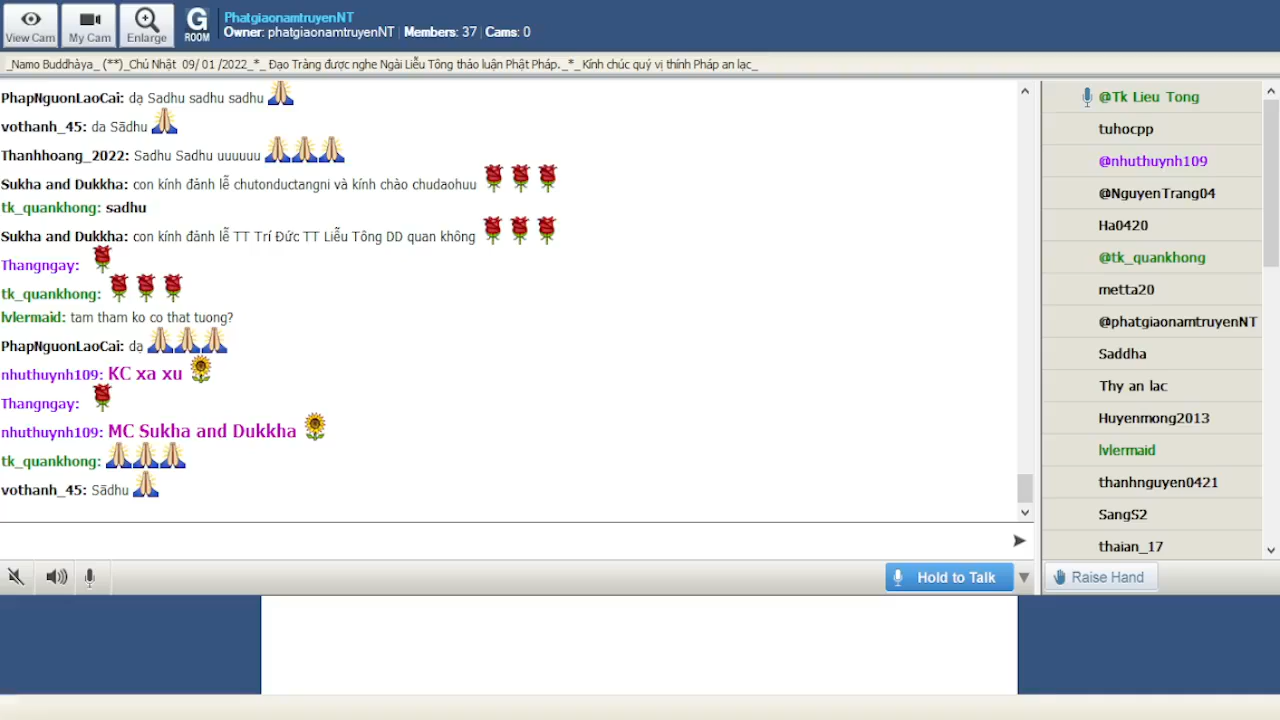 View Cam
My Cam
Enlarge
G
ROOM
PhatgiaonamtruyenNT
Owner: phatgiaonamtruyenNT | Members: 37 | Cams: 0
_Namo Buddhàya_ (**)_Chủ Nhật 09/ 01 /2022_*_ Đạo Tràng được nghe Ngài Liễu Tông thảo luận Phật Pháp._*_Kính chúc quý vị thính Pháp an lạc_
PhapNguonLaoCai: dạ Sadhu sadhu sadhu
vothanh_45: da Sādhu
Thanhhoang_2022: Sadhu Sadhu uuuuuu
Sukha and Dukkha: con kính đảnh lễ chutonductangni và kính chào chudaohuu
tk_quankhong: sadhu
Sukha and Dukkha: con kính đảnh lễ TT Trí Đức TT Liễu Tông DD quan không
Thangngay:
tk_quankhong:
lvlermaid: tam tham ko co that tuong?
PhapNguonLaoCai: dạ
nhuthuynh109: KC xa xu
Thangngay:
nhuthuynh109: MC Sukha and Dukkha
tk_quankhong:
vothanh_45: Sādhu
Hold to Talk
@Tk Lieu Tong
tuhocpp
@nhuthuynh109
@NguyenTrang04
Ha0420
@tk_quankhong
metta20
@phatgiaonamtruyenNT
Saddha
Thy an lac
Huyenmong2013
lvlermaid
thanhnguyen0421
SangS2
thaian_17
Raise Hand